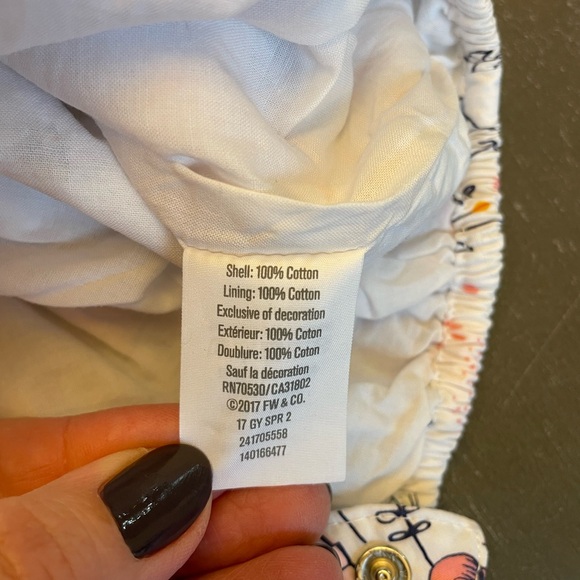 Shell: 100% Cotton
Lining: 100% Cotton
Exclusive of decoration
Extérieur: 100% Coton
Doublure: 100% Coton
Sauf la décoration
RN70530/CA31802
©2017 FW & CO.
17 GY SPR 2
241705558
140166477